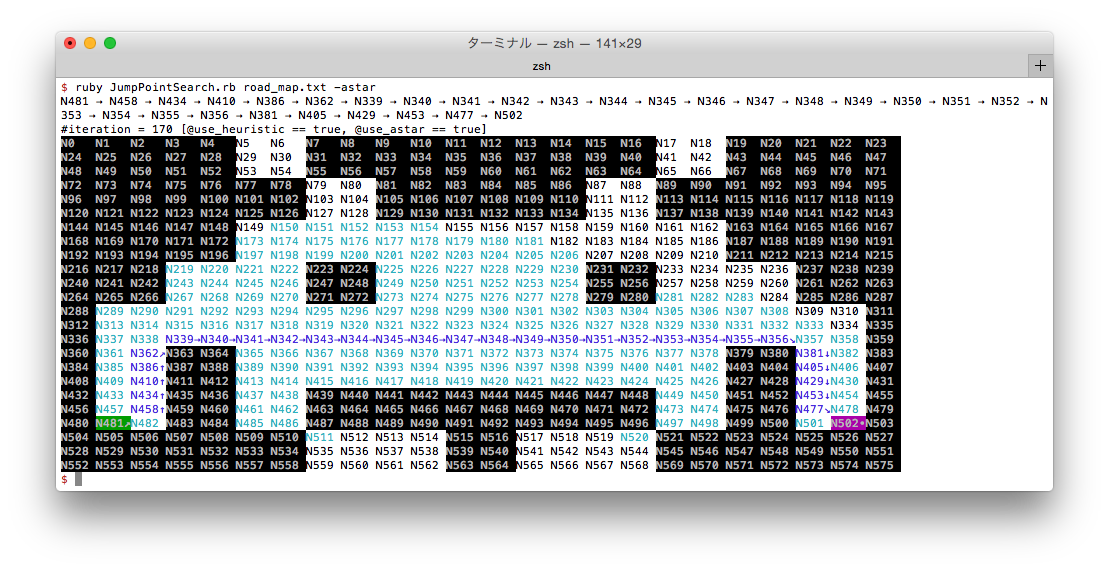 ターミナル — zsh — 141×29
zsh
+
$ ruby JumpPointSearch.rb road_map.txt -astar
N481 → N458 → N434 → N410 → N386 → N362 → N339 → N340 → N341 → N342 → N343 → N344 → N345 → N346 → N347 → N348 → N349 → N350 → N351 → N352 → N
353 → N354 → N355 → N356 → N381 → N405 → N429 → N453 → N477 → N502
#iteration = 170 [@use_heuristic == true, @use_astar == true]
N0 N1 N2 N3 N4 N5 N6 N7 N8 N9 N10 N11 N12 N13 N14 N15 N16 N17 N18 N19 N20 N21 N22 N23
N24 N25 N26 N27 N28 N29 N30 N31 N32 N33 N34 N35 N36 N37 N38 N39 N40 N41 N42 N43 N44 N45 N46 N47
N48 N49 N50 N51 N52 N53 N54 N55 N56 N57 N58 N59 N60 N61 N62 N63 N64 N65 N66 N67 N68 N69 N70 N71
N72 N73 N74 N75 N76 N77 N78 N79 N80 N81 N82 N83 N84 N85 N86 N87 N88 N89 N90 N91 N92 N93 N94 N95
N96 N97 N98 N99 N100 N101 N102 N103 N104 N105 N106 N107 N108 N109 N110 N111 N112 N113 N114 N115 N116 N117 N118 N119
N120 N121 N122 N123 N124 N125 N126 N127 N128 N129 N130 N131 N132 N133 N134 N135 N136 N137 N138 N139 N140 N141 N142 N143
N144 N145 N146 N147 N148 N149 N150 N151 N152 N153 N154 N155 N156 N157 N158 N159 N160 N161 N162 N163 N164 N165 N166 N167
N168 N169 N170 N171 N172 N173 N174 N175 N176 N177 N178 N179 N180 N181 N182 N183 N184 N185 N186 N187 N188 N189 N190 N191
N192 N193 N194 N195 N196 N197 N198 N199 N200 N201 N202 N203 N204 N205 N206 N207 N208 N209 N210 N211 N212 N213 N214 N215
N216 N217 N218 N219 N220 N221 N222 N223 N224 N225 N226 N227 N228 N229 N230 N231 N232 N233 N234 N235 N236 N237 N238 N239
N240 N241 N242 N243 N244 N245 N246 N247 N248 N249 N250 N251 N252 N253 N254 N255 N256 N257 N258 N259 N260 N261 N262 N263
N264 N265 N266 N267 N268 N269 N270 N271 N272 N273 N274 N275 N276 N277 N278 N279 N280 N281 N282 N283 N284 N285 N286 N287
N288 N289 N290 N291 N292 N293 N294 N295 N296 N297 N298 N299 N300 N301 N302 N303 N304 N305 N306 N307 N308 N309 N310 N311
N312 N313 N314 N315 N316 N317 N318 N319 N320 N321 N322 N323 N324 N325 N326 N327 N328 N329 N330 N331 N332 N333 N334 N335
N336 N337 N338 N339→N340→N341→N342→N343→N344→N345→N346→N347→N348→N349→N350→N351→N352→N353→N354→N355→N356↘N357 N358 N359
N360 N361 N362↗N363 N364 N365 N366 N367 N368 N369 N370 N371 N372 N373 N374 N375 N376 N377 N378 N379 N380 N381↓N382 N383
N384 N385 N386↑N387 N388 N389 N390 N391 N392 N393 N394 N395 N396 N397 N398 N399 N400 N401 N402 N403 N404 N405↓N406 N407
N408 N409 N410↑N411 N412 N413 N414 N415 N416 N417 N418 N419 N420 N421 N422 N423 N424 N425 N426 N427 N428 N429↓N430 N431
N432 N433 N434↑N435 N436 N437 N438 N439 N440 N441 N442 N443 N444 N445 N446 N447 N448 N449 N450 N451 N452 N453↓N454 N455
N456 N457 N458↑N459 N460 N461 N462 N463 N464 N465 N466 N467 N468 N469 N470 N471 N472 N473 N474 N475 N476 N477↘N478 N479
N480 N481↗N482 N483 N484 N485 N486 N487 N488 N489 N490 N491 N492 N493 N494 N495 N496 N497 N498 N499 N500 N501 N502•N503
N504 N505 N506 N507 N508 N509 N510 N511 N512 N513 N514 N515 N516 N517 N518 N519 N520 N521 N522 N523 N524 N525 N526 N527
N528 N529 N530 N531 N532 N533 N534 N535 N536 N537 N538 N539 N540 N541 N542 N543 N544 N545 N546 N547 N548 N549 N550 N551
N552 N553 N554 N555 N556 N557 N558 N559 N560 N561 N562 N563 N564 N565 N566 N567 N568 N569 N570 N571 N572 N573 N574 N575
$